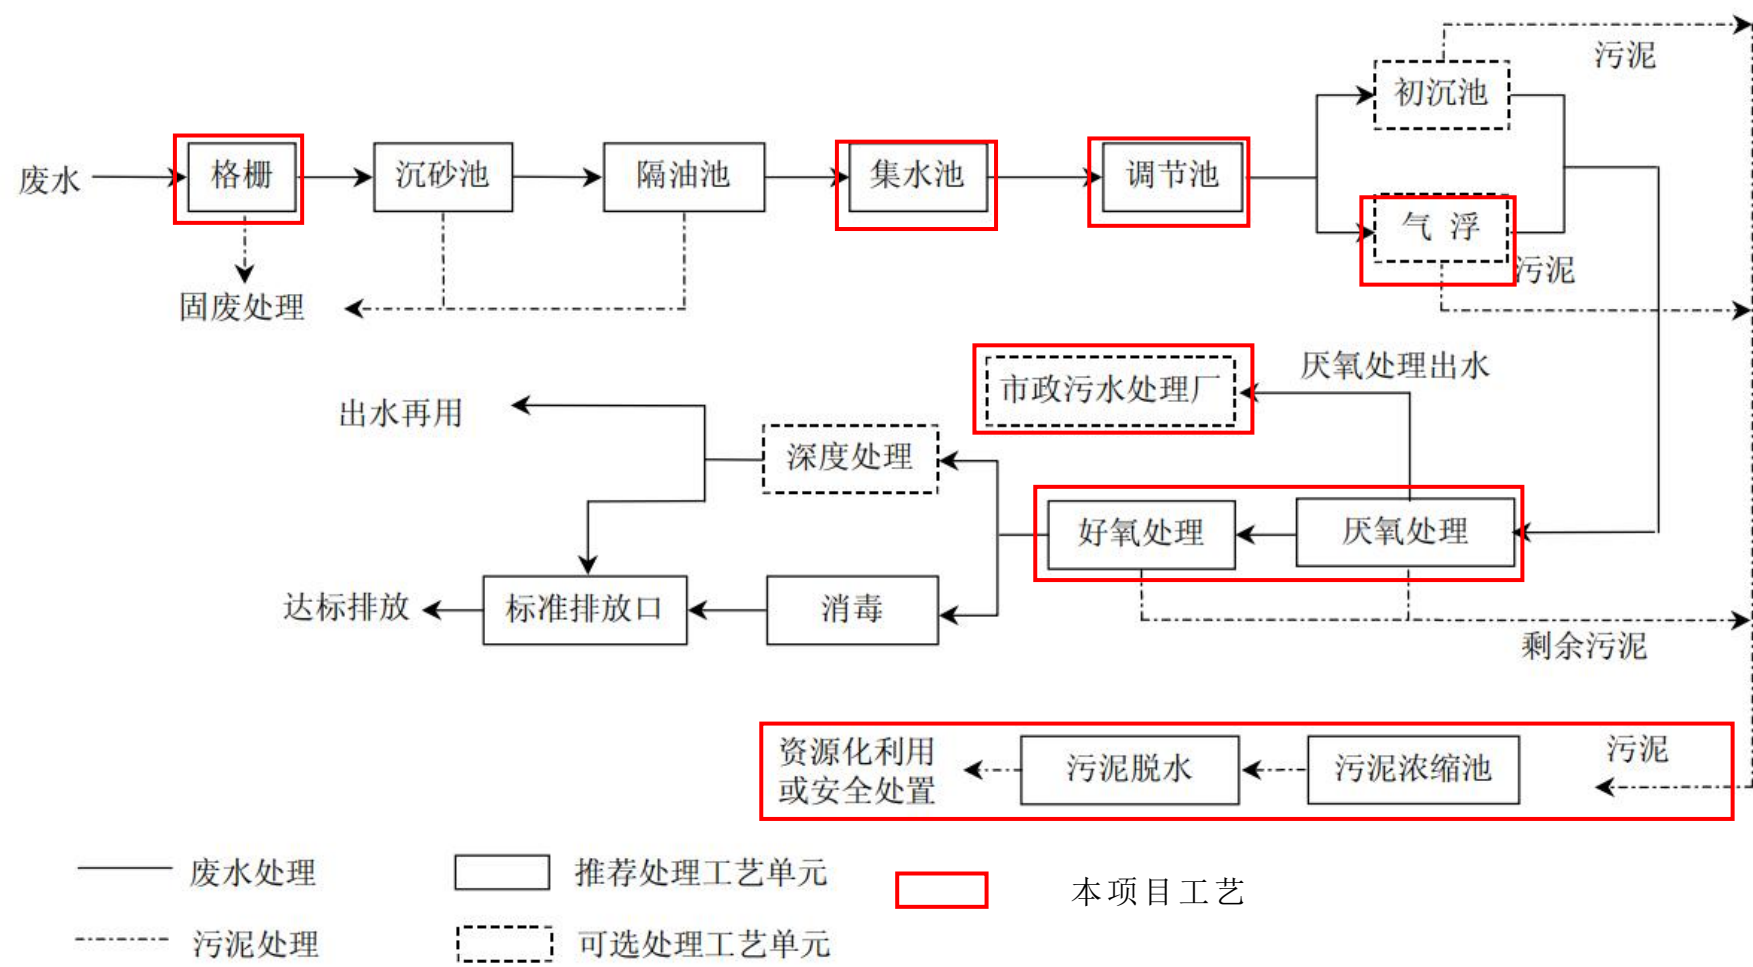 污泥
初沉池
废水
格栅
沉砂池
隔油池
集水池
调节池
气浮
污泥
固废处理
厌氧处理出水
市政污水处理厂
出水再用
深度处理
好氧处理
厌氧处理
达标排放
标准排放口
消毒
剩余污泥
资源化利用
或安全处置
污泥脱水
污泥浓缩池
污泥
废水处理
推荐处理工艺单元
本项目工艺
污泥处理
可选处理工艺单元